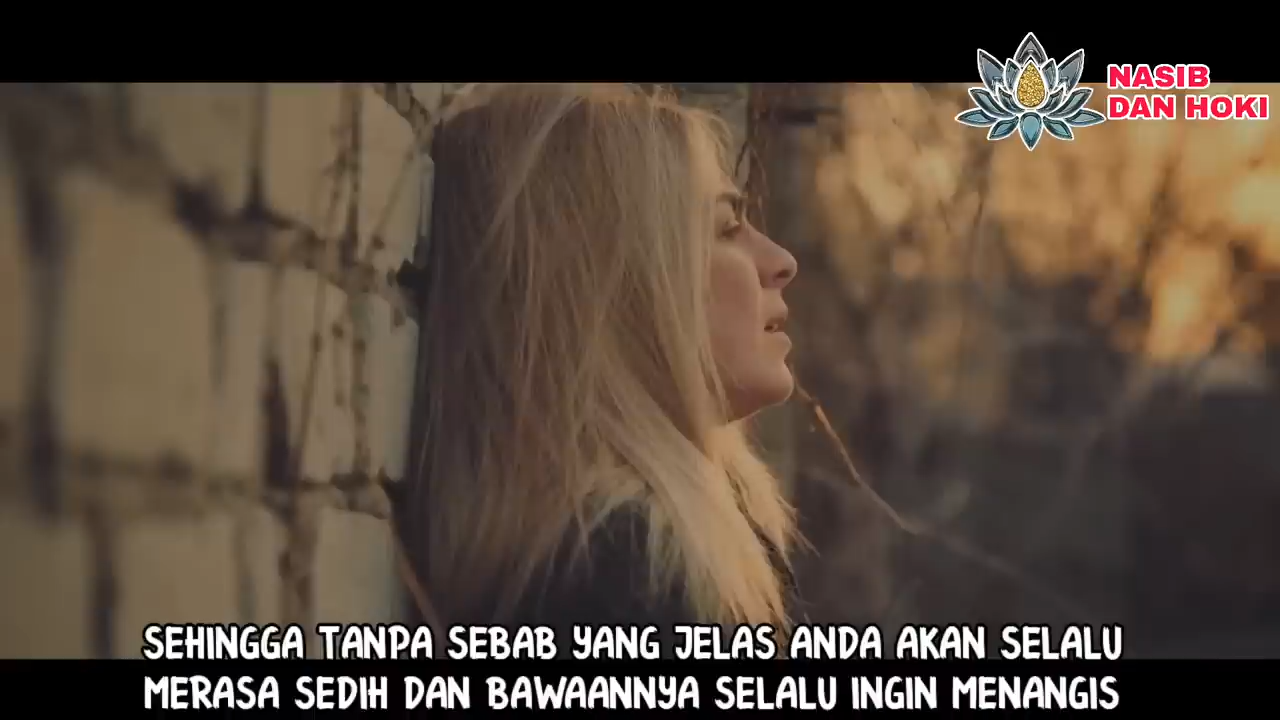 NASIB
DAN HOKI
SEHINGGA TANPA SEBAB YANG JELAS ANDA AKAN SELALU
MERASA SEDIH DAN BAWAANNYA SELALU INGIN MENANGIS